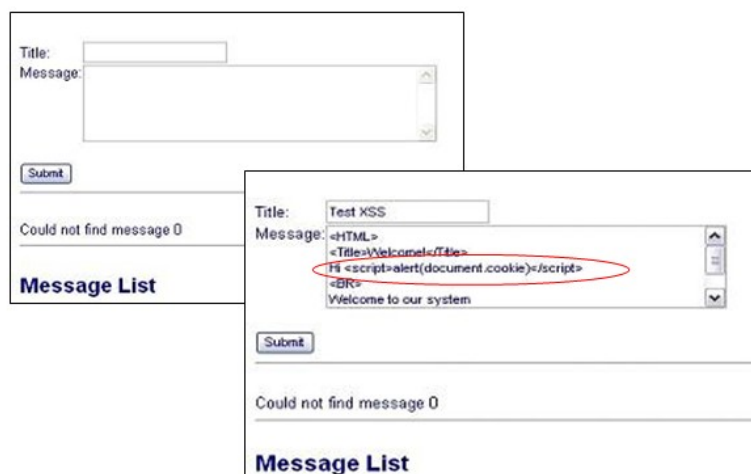 Title:
Message:
Submit
Could not find message 0
Message List
Title: Test XSS
Message: <HTML>
<Title>Welcome!</Title>
Hi <script>alert(document.cookie)</script>
<BR>
Welcome to our system
Submit
Could not find message 0
Message List